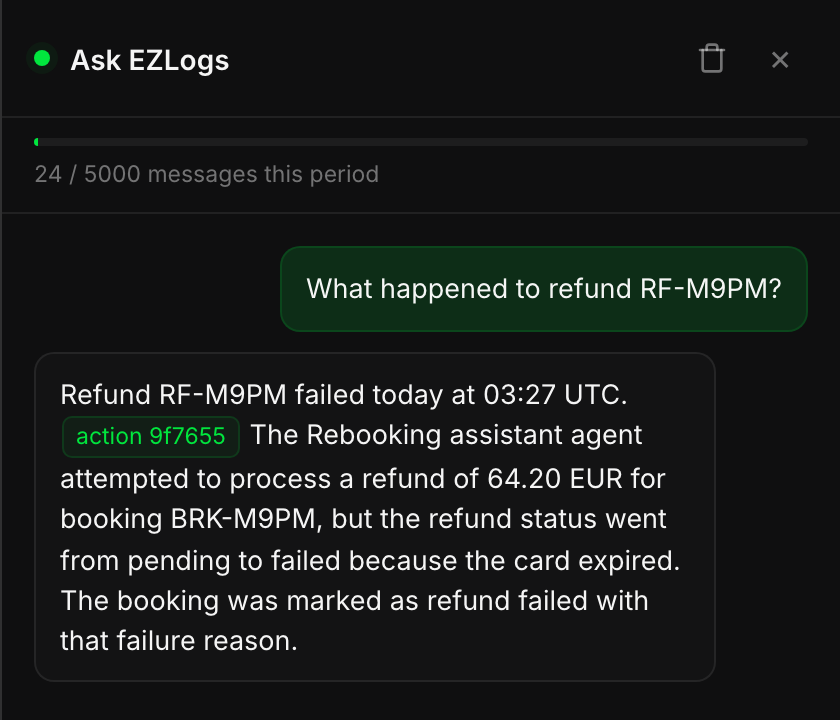 Ask EZLogs
24 / 5000 messages this period
What happened to refund RF-M9PM?
Refund RF-M9PM failed today at 03:27 UTC.
action 9f7655 The Rebooking assistant agent
attempted to process a refund of 64.20 EUR for
booking BRK-M9PM, but the refund status went
from pending to failed because the card expired.
The booking was marked as refund failed with
that failure reason.